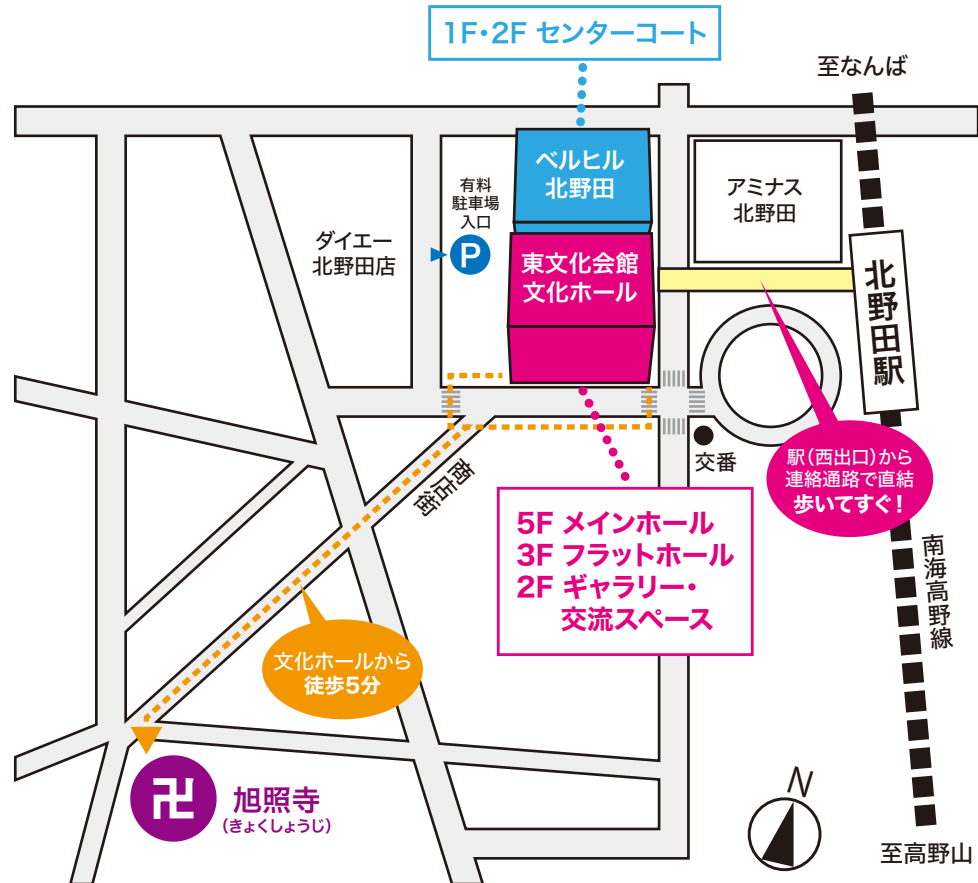 1F・2F センターコート
至なんば
ベルヒル
北野田
アミナス
北野田
有料
駐車場
入口
P
ダイエー
北野田店
東文化会館
文化ホール
北野田駅
交番
駅(西出口)から
連絡通路で直結
歩いてすぐ!
商店街
5F メインホール
3F フラットホール
2F ギャラリー・
交流スペース
南海高野線
文化ホールから
徒歩5分
卍
旭照寺
(きょくしょうじ)
N
至高野山